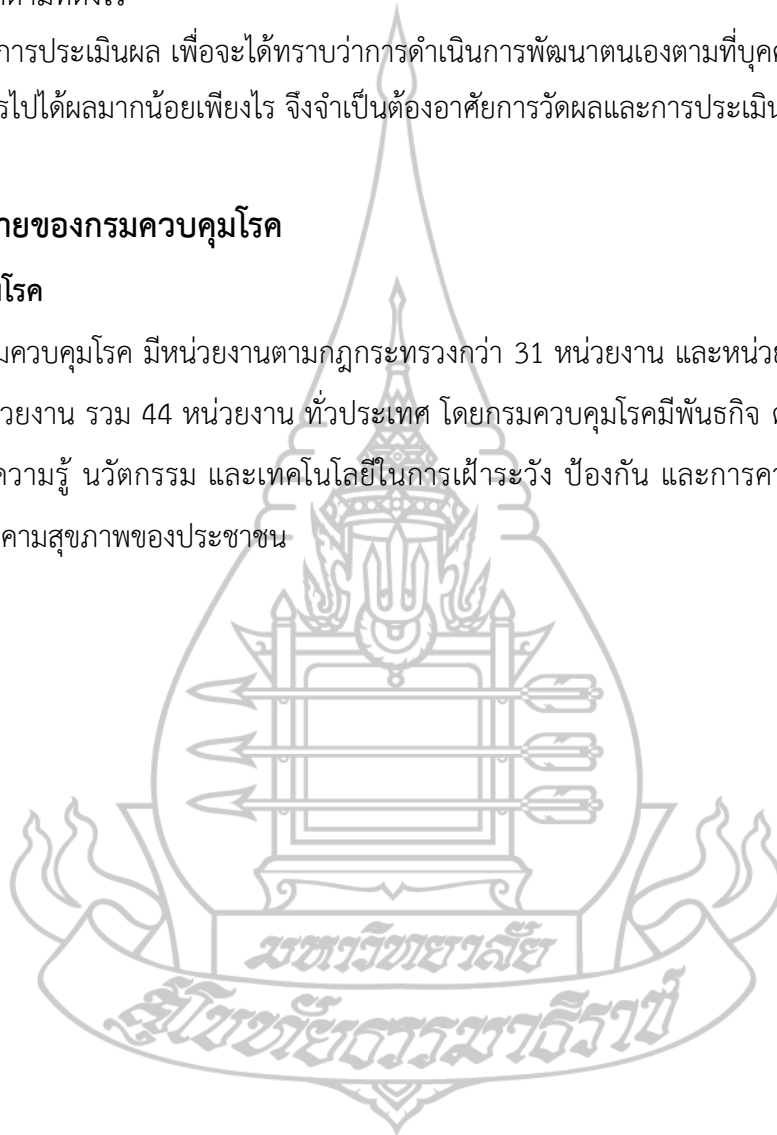 การประเมินผล เพื่อจะได้ทราบว่าการดำเนินการพัฒนาตนเองตามที่บุคค
รไปได้ผลมากน้อยเพียงไร จึงจำเป็นต้องอาศัยการวัดผลและการประเมิน
ายของกรมควบคุมโรค
มโรค
มควบคุมโรค มีหน่วยงานตามกฎกระทรวงกว่า 31 หน่วยงาน และหน่วย
วยงาน รวม 44 หน่วยงาน ทั่วประเทศ โดยกรมควบคุมโรคมีพันธกิจ
ความรู้ นวัตกรรม และเทคโนโลยีในการเฝ้าระวัง ป้องกัน และการคว
คามสุขภาพของประชาชน
มหาวิทยาลัย
สุโขทัยธรรมาธิราช